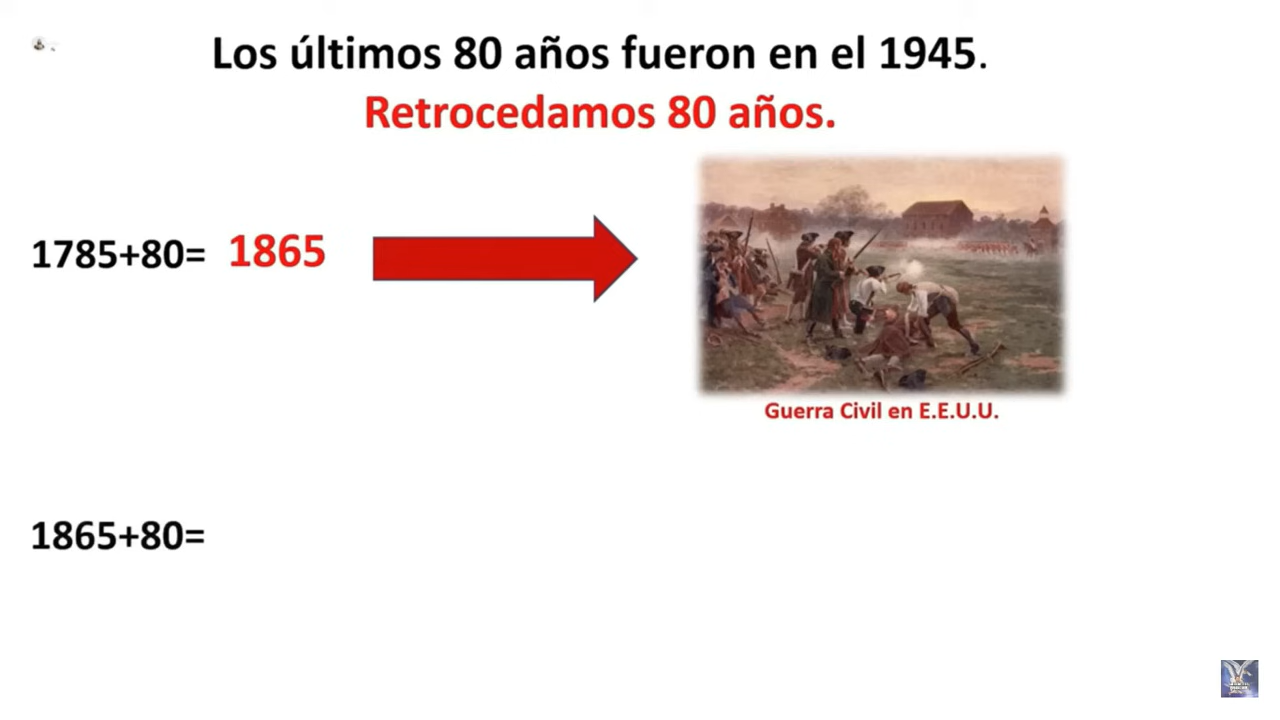 Los últimos 80 años fueron en el 1945.
Retrocedamos 80 años.
1785+80= 1865
Guerra Civil en E.E.U.U.
1865+80=